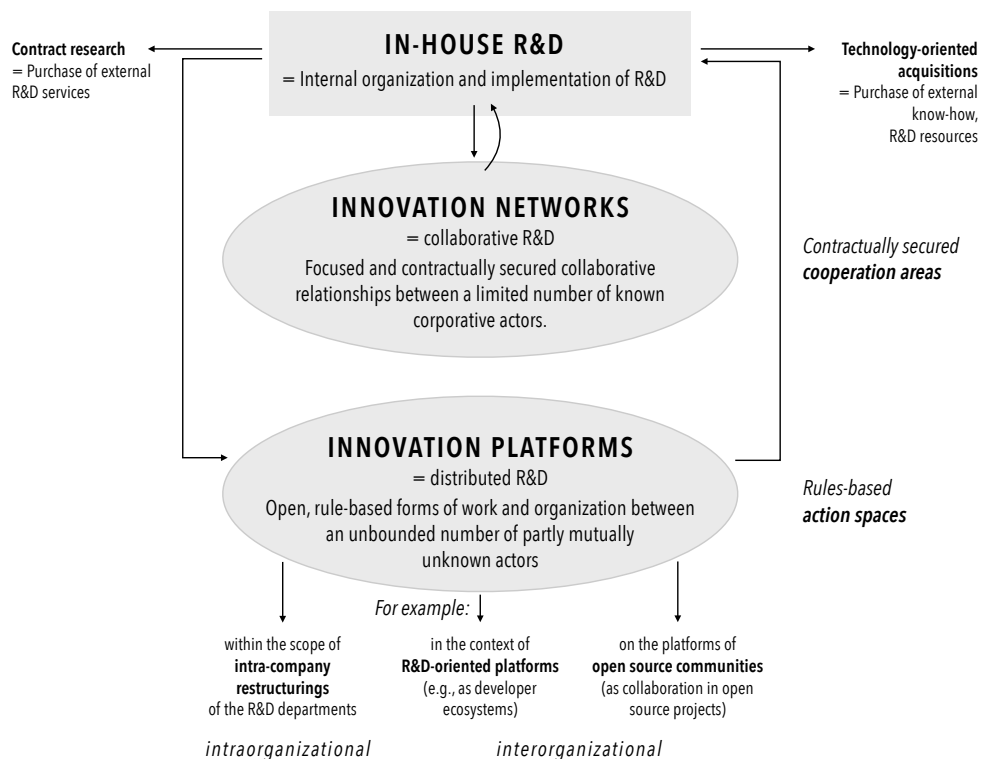 IN-HOUSE R&D
= Internal organization and implementation of R&D
Contract research
= Purchase of external
R&D services
Technology-oriented
acquisitions
= Purchase of external
know-how,
R&D resources
INNOVATION NETWORKS
= collaborative R&D
Focused and contractually secured collaborative
relationships between a limited number of known
corporative actors.
Contractually secured
cooperation areas
INNOVATION PLATFORMS
= distributed R&D
Open, rule-based forms of work and organization between
an unbounded number of partly mutually
unknown actors
Rules-based
action spaces
For example:
within the scope of
intra-company
restructurings
of the R&D departments
in the context of
R&D-oriented platforms
(e.g., as developer
ecosystems)
on the platforms of
open source communities
(as collaboration in open
source projects)
intraorganizational
interorganizational